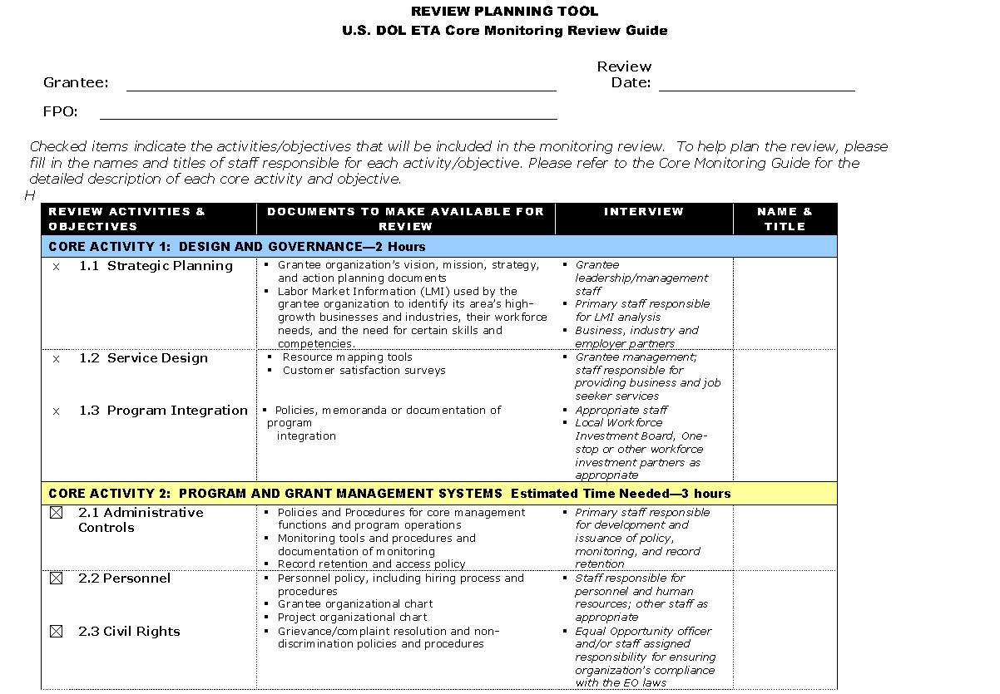 REVIEW PLANNING TOOL
U.S. DOL ETA Core Monitoring Review Guide
Grantee: Review Date:
FPO:
Checked items indicate the activities/objectives that will be included in the monitoring review. To help plan the review, please
fill in the names and titles of staff responsible for each activity/objective. Please refer to the Core Monitoring Guide for the
detailed description of each core activity and objective.
H
REVIEW ACTIVITIES &
OBJECTIVES
DOCUMENTS TO MAKE AVAILABLE FOR
REVIEW
INTERVIEW
NAME &
TITLE
CORE ACTIVITY 1: DESIGN AND GOVERNANCE—2 Hours
x 1.1 Strategic Planning
▪ Grantee organization's vision, mission, strategy,
and action planning documents
▪ Labor Market Information (LMI) used by the
grantee organization to identify its area's high-
growth businesses and industries, their workforce
needs, and the need for certain skills and
competencies.
▪ Grantee
leadership/management
staff
▪ Primary staff responsible
for LMI analysis
▪ Business, industry and
employer partners
x 1.2 Service Design
▪ Resource mapping tools
▪ Customer satisfaction surveys
▪ Grantee management;
staff responsible for
providing business and job
seeker services
x 1.3 Program Integration
▪ Policies, memoranda or documentation of
program
integration
▪ Appropriate staff
▪ Local Workforce
Investment Board, One-
stop or other workforce
investment partners as
appropriate
CORE ACTIVITY 2: PROGRAM AND GRANT MANAGEMENT SYSTEMS Estimated Time Needed—3 hours
☒ 2.1 Administrative
Controls
▪ Policies and Procedures for core management
functions and program operations
▪ Monitoring tools and procedures and
documentation of monitoring
▪ Record retention and access policy
▪ Primary staff responsible
for development and
issuance of policy,
monitoring, and record
retention
☒ 2.2 Personnel
▪ Personnel policy, including hiring process and
procedures
▪ Grantee organizational chart
▪ Project organizational chart
▪ Staff responsible for
personnel and human
resources; other staff as
appropriate
☒ 2.3 Civil Rights
▪ Grievance/complaint resolution and non-
discrimination policies and procedures
▪ Equal Opportunity officer
and/or staff assigned
responsibility for ensuring
organization's compliance
with the EO laws